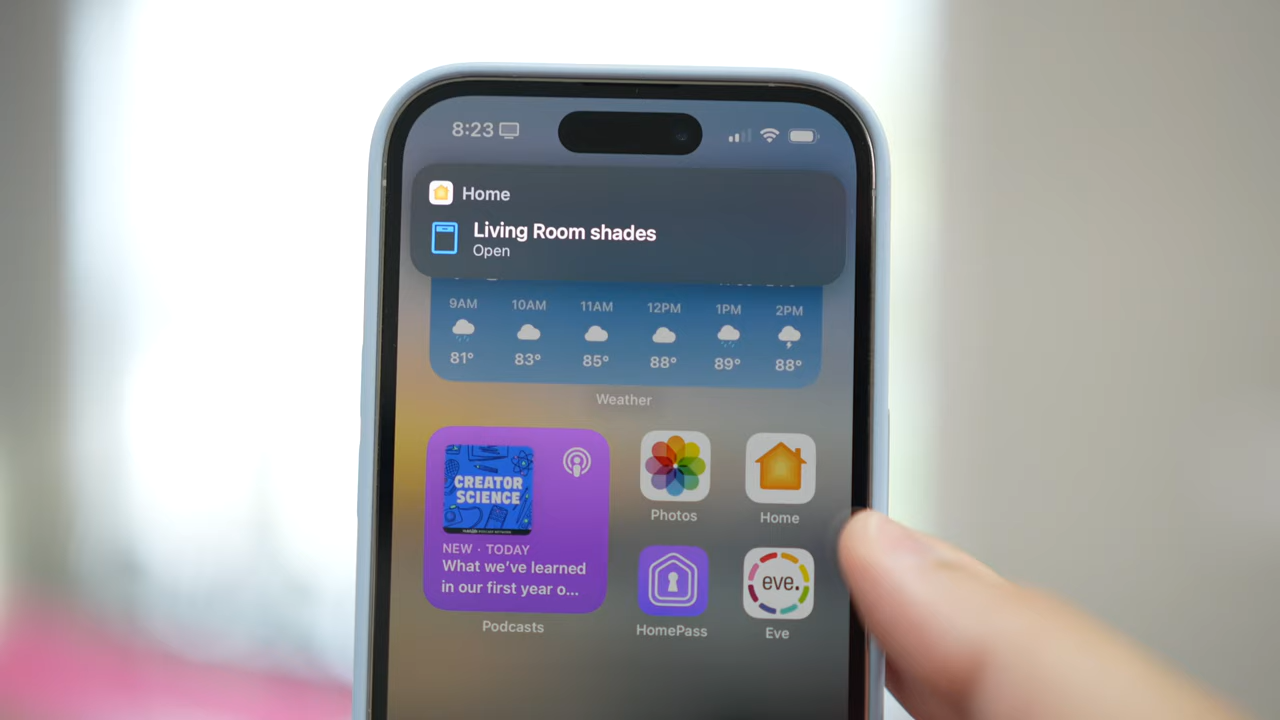 8:23
Home
Living Room shades
Open
9AM 10AM 11AM 12PM 1PM 2PM
81° 83° 85° 88° 89° 88°
Weather
CREATOR
SCIENCE
NEW · TODAY
What we've learned
in our first year o...
Podcasts
Photos
Home
HomePass
eve.
Eve